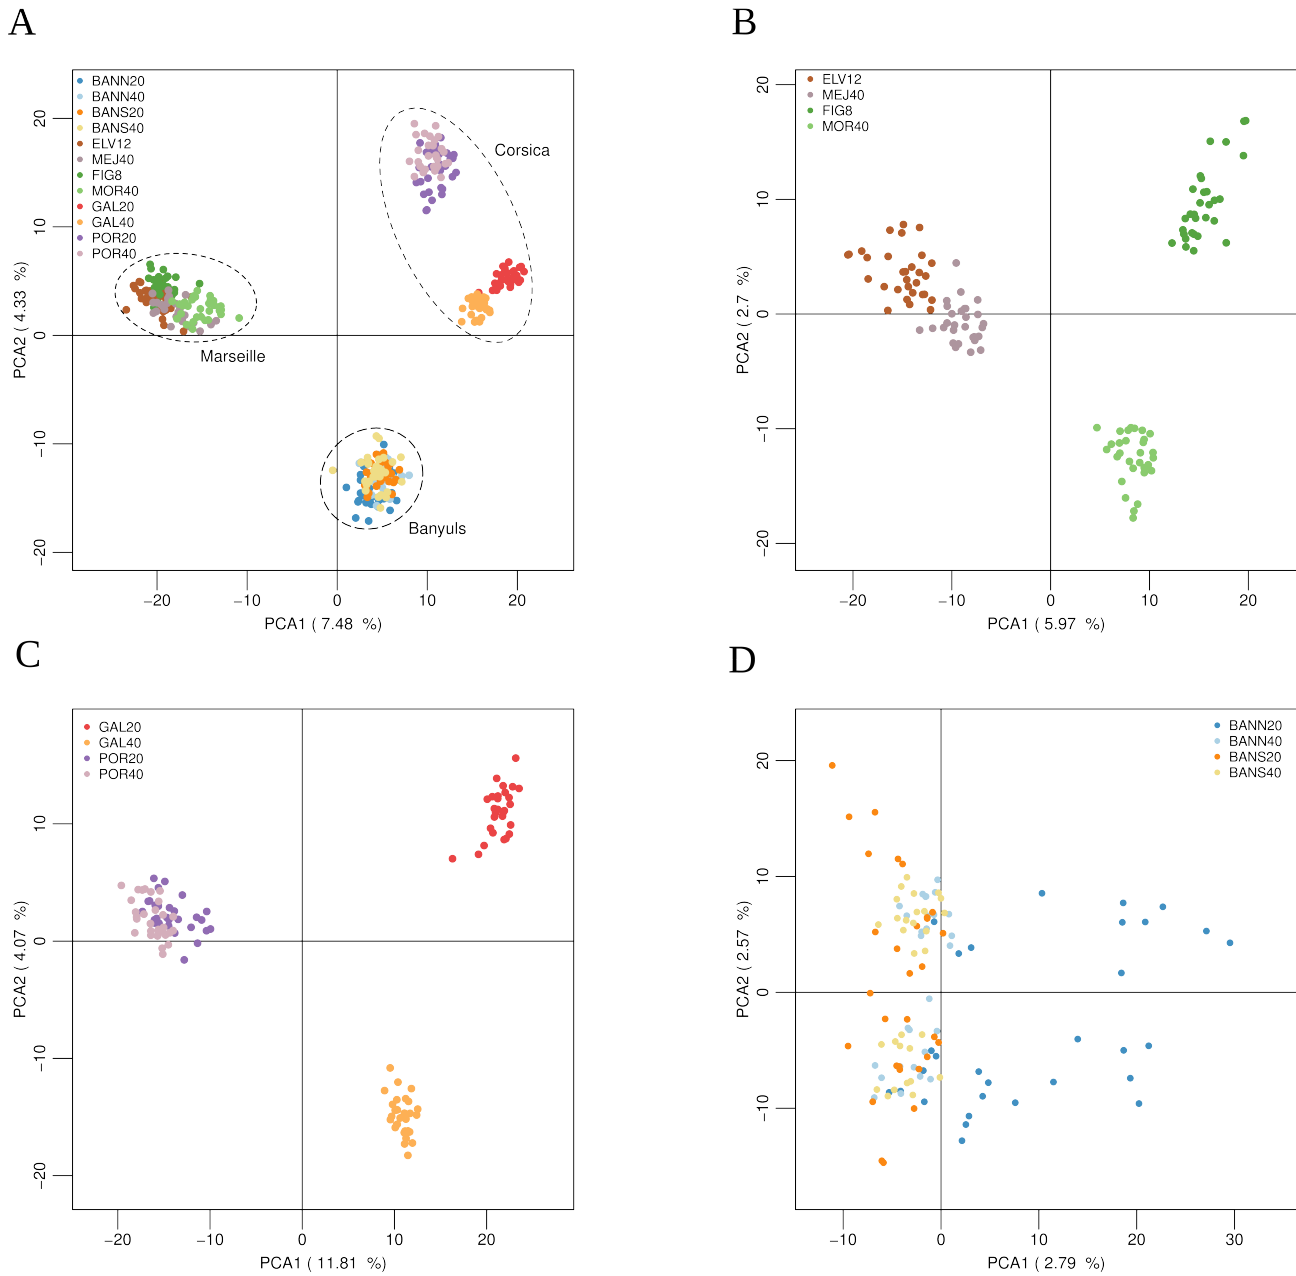 A
BANN20
BANN40
BANS20
BANS40
ELV12
MEJ40
FIG8
MOR40
GAL20
GAL40
POR20
POR40
Corsica
Marseille
Banyuls
20
10
0
−10
−20
PCA2 ( 4.33 %)
−20 −10 0 10 20
PCA1 ( 7.48 %)
B
ELV12
MEJ40
FIG8
MOR40
20
10
0
−10
−20
PCA2 ( 2.7 %)
−20 −10 0 10 20
PCA1 ( 5.97 %)
C
GAL20
GAL40
POR20
POR40
10
0
−10
−20
PCA2 ( 4.07 %)
−20 −10 0 10 20
PCA1 ( 11.81 %)
D
BANN20
BANN40
BANS20
BANS40
20
10
0
−10
PCA2 ( 2.57 %)
−10 0 10 20 30
PCA1 ( 2.79 %)